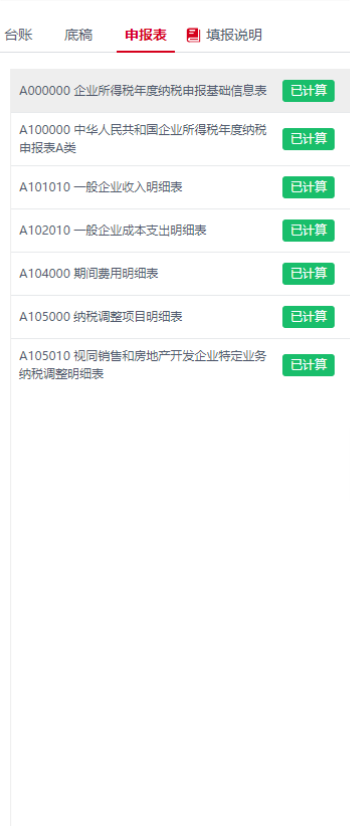 台账 底稿 申报表 填报说明
A000000 企业所得税年度纳税申报基础信息表 已计算
A100000 中华人民共和国企业所得税年度纳税
申报表A类 已计算
A101010 一般企业收入明细表 已计算
A102010 一般企业成本支出明细表 已计算
A104000 期间费用明细表 已计算
A105000 纳税调整项目明细表 已计算
A105010 视同销售和房地产开发企业特定业务
纳税调整明细表 已计算